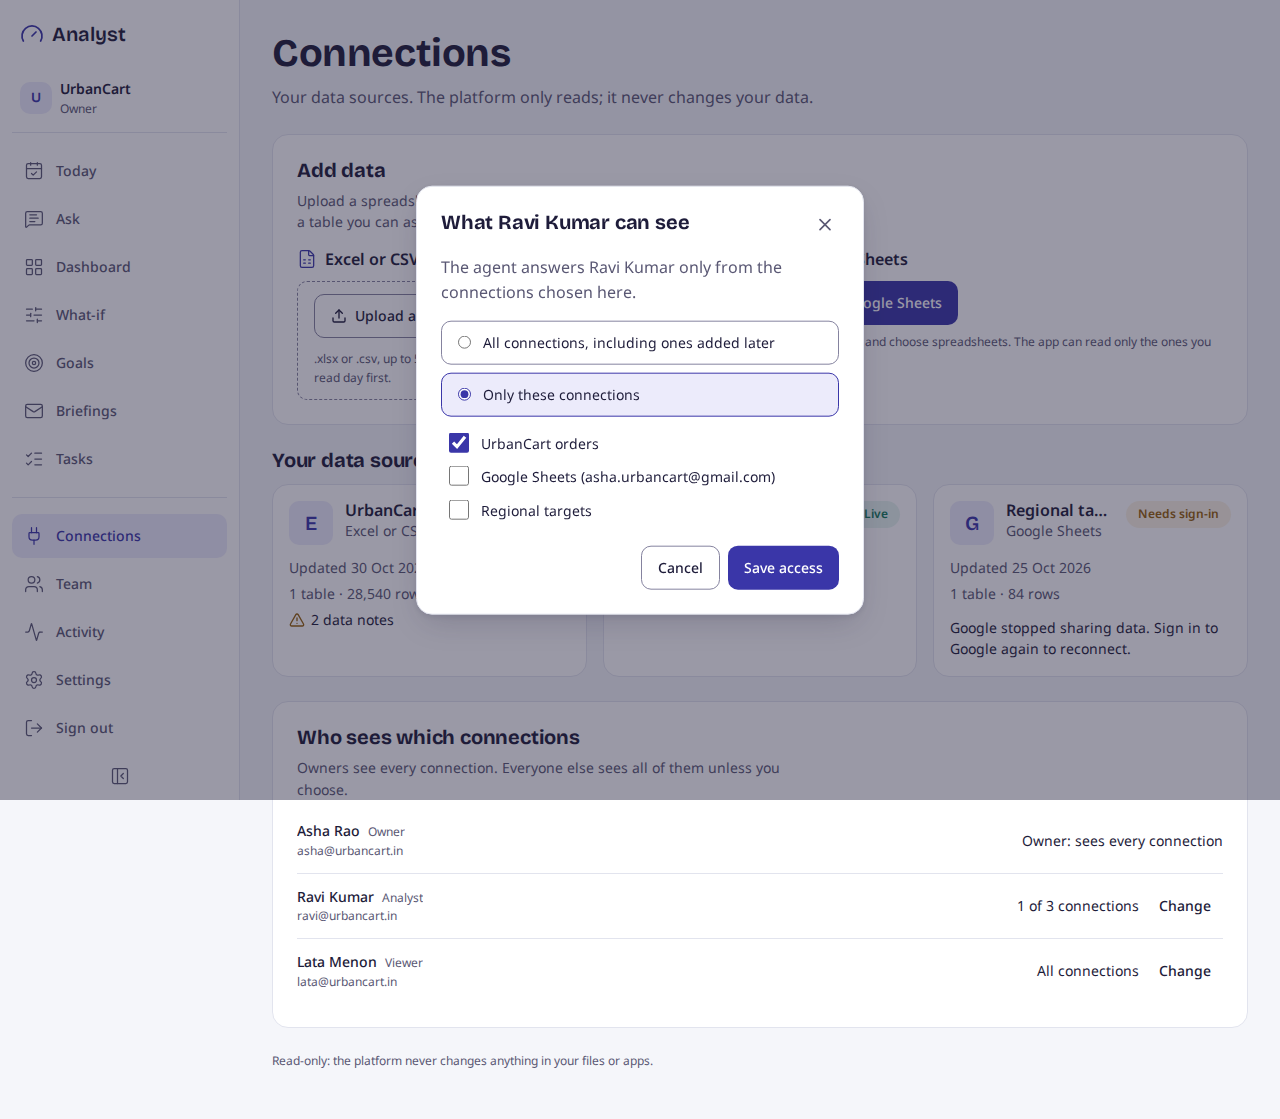 Analyst
U
UrbanCart
Owner
Today
Ask
Dashboard
What-if
Goals
Briefings
Tasks
Connections
Team
Activity
Settings
Sign out
Connections
Your data sources. The platform only reads; it never changes your data.
Add data
Upload a spreads
a table you can as
Excel or CSV
Upload a
.xlsx or .csv, up to
read day first.
heets
ogle Sheets
and choose spreadsheets. The app can read only the ones you
What Ravi Kumar can see
The agent answers Ravi Kumar only from the
connections chosen here.
All connections, including ones added later
Only these connections
UrbanCart orders
Google Sheets (asha.urbancart@gmail.com)
Regional targets
Cancel
Save access
Your data sour
E
UrbanCar
Excel or CS
Updated 30 Oct 202
1 table · 28,540 row
2 data notes
Live
G
Regional ta...
Google Sheets
Needs sign-in
Updated 25 Oct 2026
1 table · 84 rows
Google stopped sharing data. Sign in to
Google again to reconnect.
Who sees which connections
Owners see every connection. Everyone else sees all of them unless you
choose.
Asha Rao Owner
asha@urbancart.in
Owner: sees every connection
Ravi Kumar Analyst
ravi@urbancart.in
1 of 3 connections
Change
Lata Menon Viewer
lata@urbancart.in
All connections
Change
Read-only: the platform never changes anything in your files or apps.